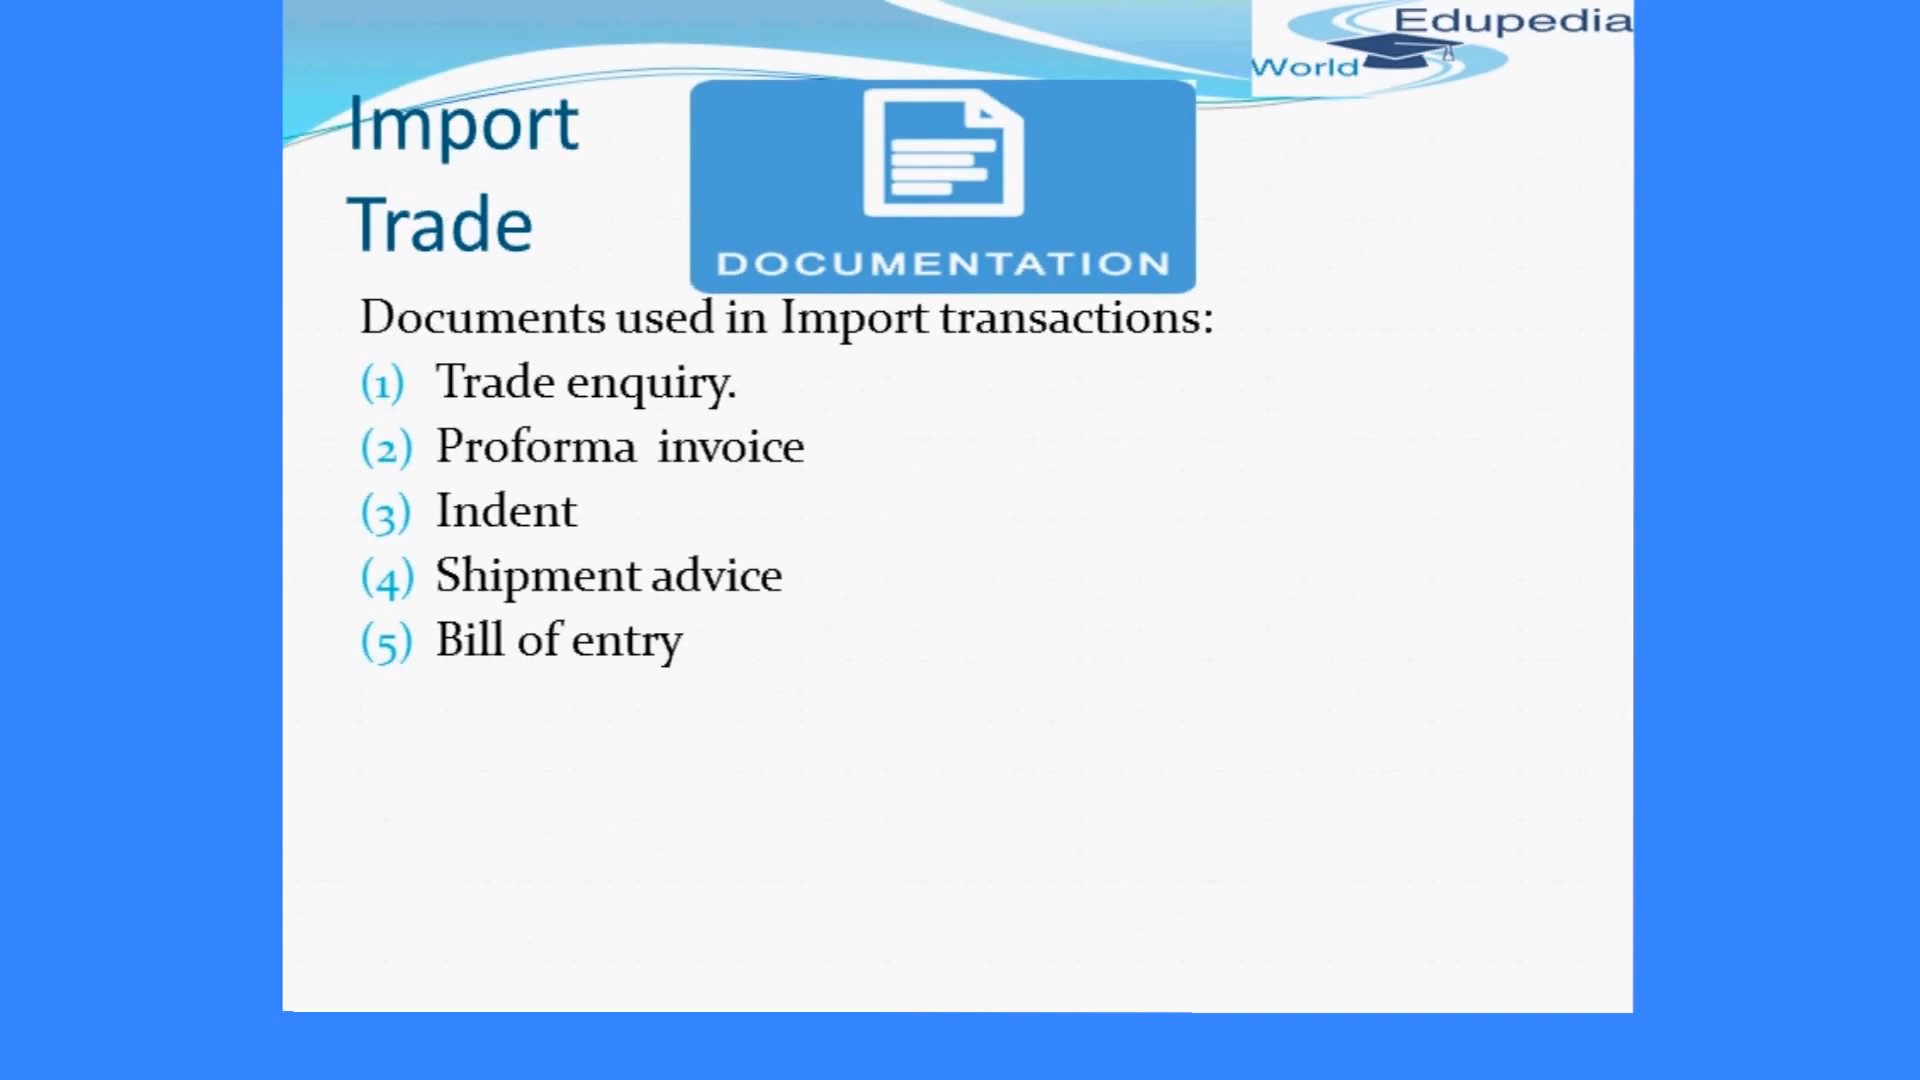 Edupedia
World
Import
Trade
DOCUMENTATION
Documents used in Import transactions:
(1) Trade enquiry.
(2) Proforma invoice
(3) Indent
(4) Shipment advice
(5) Bill of entry